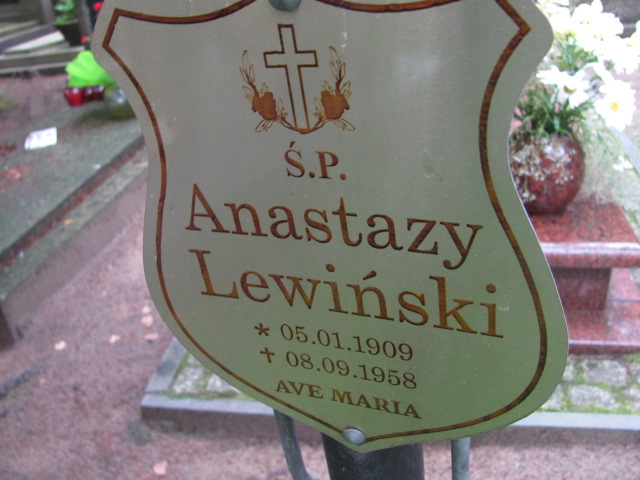 Ś.P.
Anastazy
Lewiński
* 05.01.1909
✝ 08.09.1958
AVE MARIA